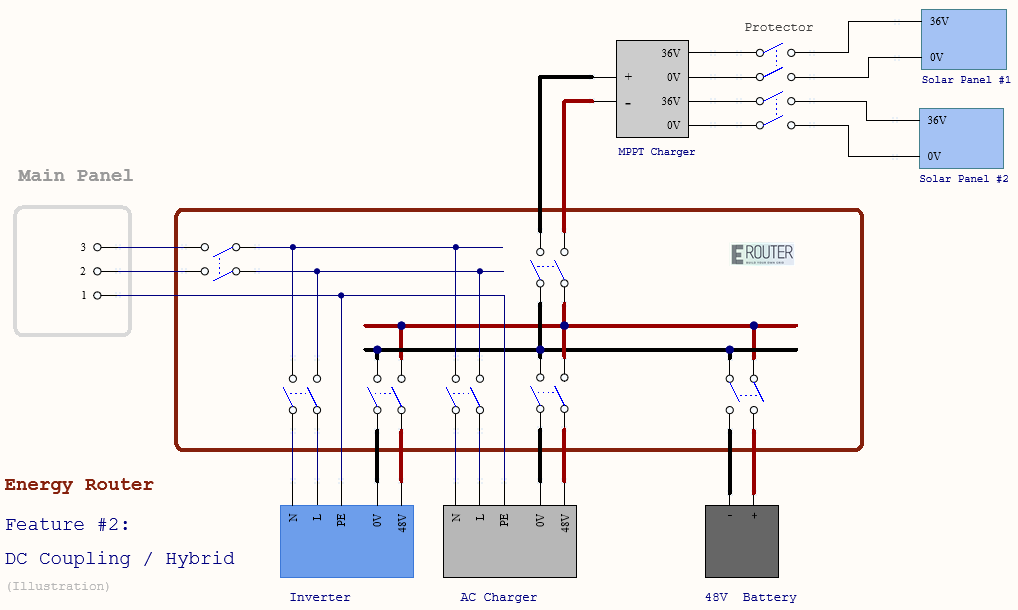 Protector
36V
0V
Solar Panel #1
36V
0V
Solar Panel #2
+
-
36V
0V
36V
0V
MPPT Charger
Main Panel
3
2
1
E ROUTER
Energy Router
Feature #2:
DC Coupling / Hybrid
(Illustration)
N
L
PE
0V
48V
Inverter
N
L
PE
0V
48V
AC Charger
-
+
48V Battery